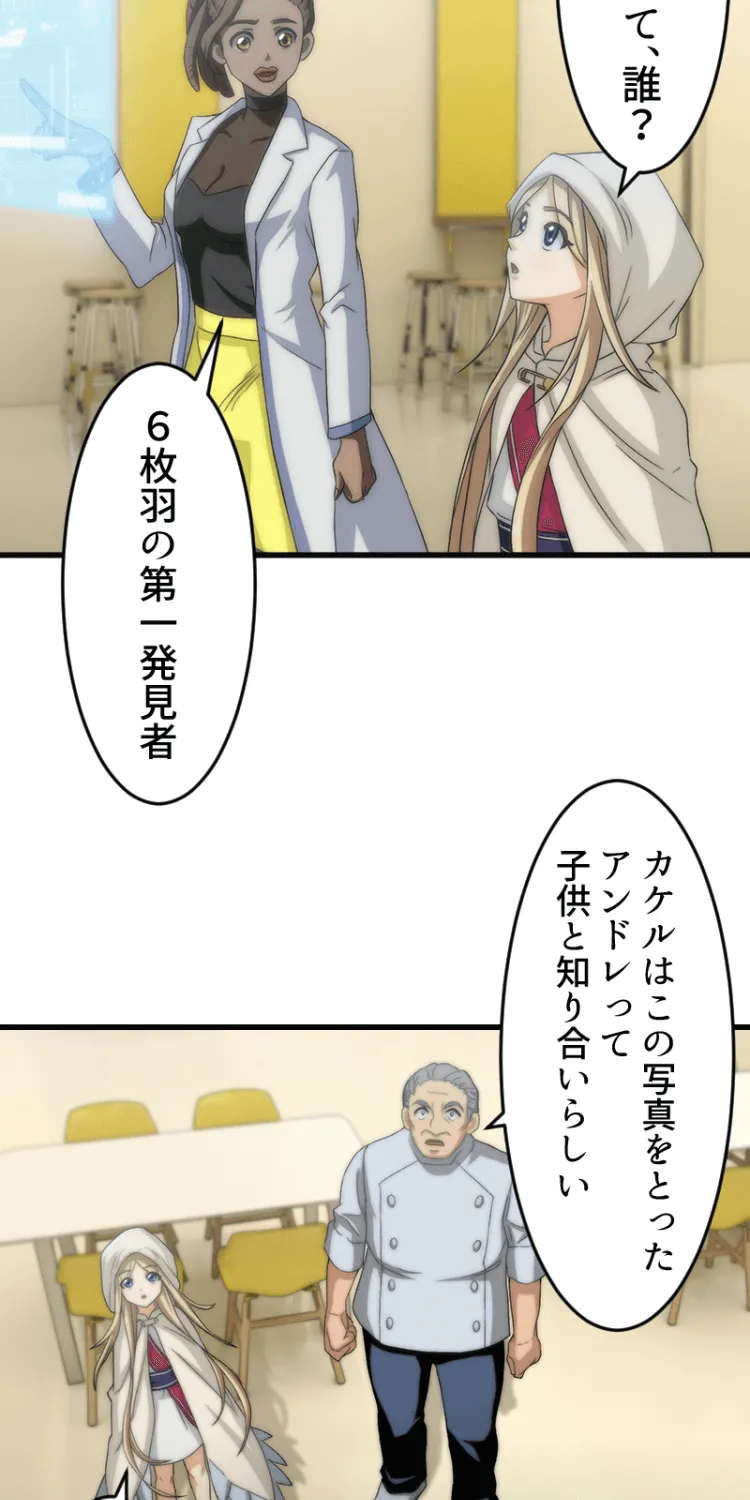 て、誰？
６枚羽の第一発見者
カケルはこの写真をとった
アンドレって
子供と知り合いらしい